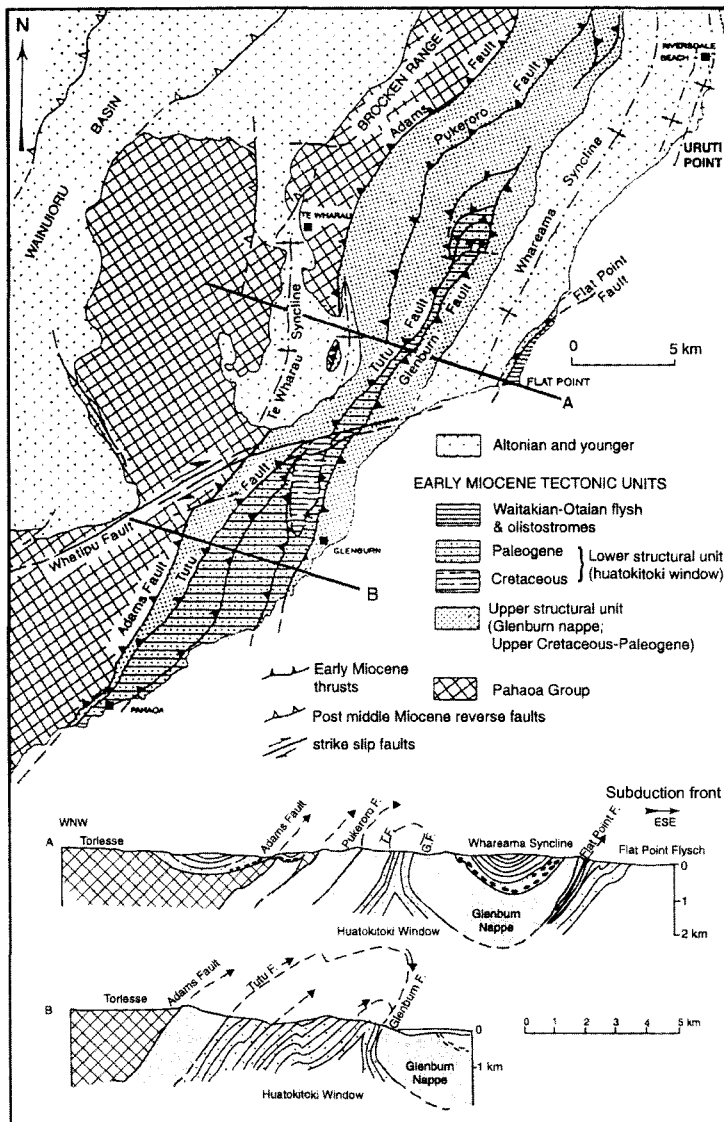 N
BASIN
WAINUIORU
BROCKEN RANGE
Adams
Fault
Pukeroro
Fault
RIVERSDALE
BEACH
URUTI
POINT
Syncline
Whareama
TE WHARAU
Syncline
Te Wharau
Tutu
Fault
Glenburn
Fault
Flat Point
Fault
FLAT POINT
0
5 km
A
Whatipu Fault
Fault
Tutu
Adams Fault
GLENBURN
B
PAHAOA
Altonian and younger
EARLY MIOCENE TECTONIC UNITS
Waitakian-Otaian flysh
& olistostromes
Paleogene
Cretaceous
Lower structural unit
(huatokitoki window)
Upper structural unit
(Glenburn nappe;
Upper Cretaceous-Paleogene)
Early Miocene
thrusts
Pahaoa Group
Post middle Miocene reverse faults
strike slip faults
Subduction front
ESE
WNW
A
Torlesse
Adams Fault
Pukeroro F.
T.F.
G.F.
Whareama Syncline
Flat Point F.
Flat Point Flysch
0
1
2 km
Huatokitoki Window
Glenburn
Nappe
B
Torlesse
Adams Fault
Tutu F.
Glenburn F.
0
1 km
0 1 2 3 4 5 km
Huatokitoki Window
Glenburn
Nappe